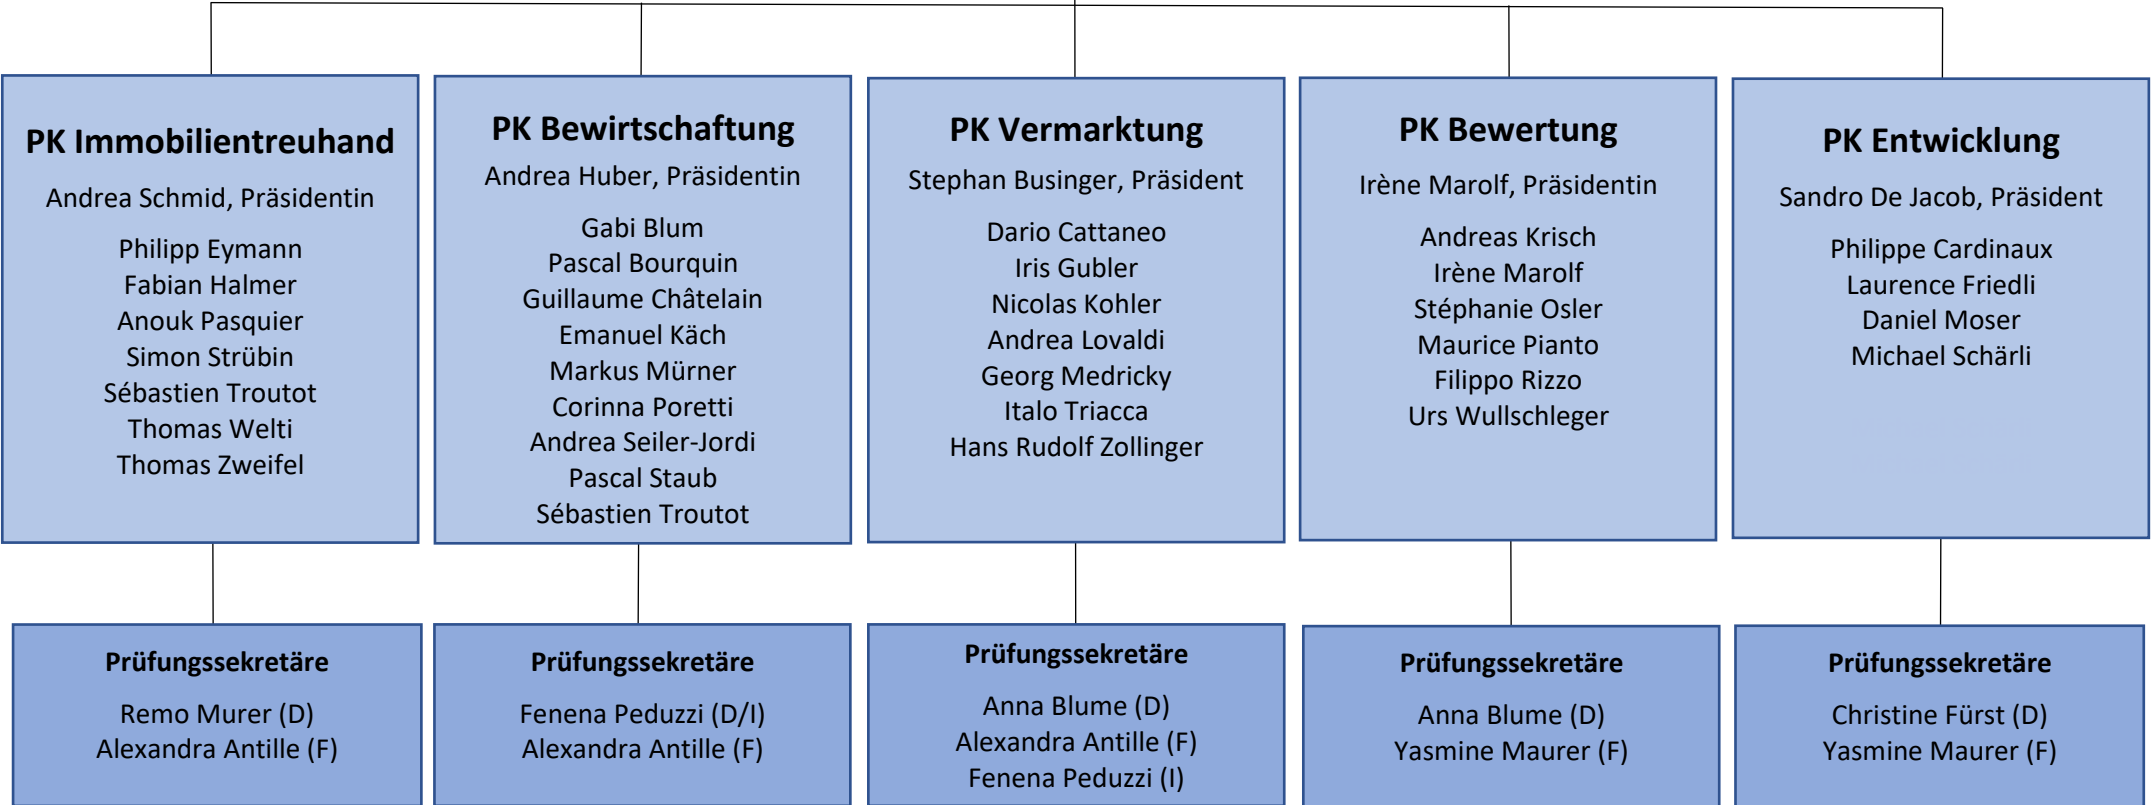 PK Immobilientreuhand
Andrea Schmid, Präsidentin
Philipp Eymann
Fabian Halmer
Anouk Pasquier
Simon Strübin
Sébastien Troutot
Thomas Welti
Thomas Zweifel
PK Bewirtschaftung
Andrea Huber, Präsidentin
Gabi Blum
Pascal Bourquin
Guillaume Châtelain
Emanuel Käch
Markus Mürner
Corinna Poretti
Andrea Seiler-Jordi
Pascal Staub
Sébastien Troutot
PK Vermarktung
Stephan Businger, Präsident
Dario Cattaneo
Iris Gubler
Nicolas Kohler
Andrea Lovaldi
Georg Medricky
Italo Triacca
Hans Rudolf Zollinger
PK Bewertung
Irène Marolf, Präsidentin
Andreas Krisch
Irène Marolf
Stéphanie Osler
Maurice Pianto
Filippo Rizzo
Urs Wullschleger
PK Entwicklung
Sandro De Jacob, Präsident
Philippe Cardinaux
Laurence Friedli
Daniel Moser
Michael Schärli
Prüfungssekretäre
Remo Murer (D)
Alexandra Antille (F)
Prüfungssekretäre
Fenena Peduzzi (D/I)
Alexandra Antille (F)
Prüfungssekretäre
Anna Blume (D)
Alexandra Antille (F)
Fenena Peduzzi (I)
Prüfungssekretäre
Anna Blume (D)
Yasmine Maurer (F)
Prüfungssekretäre
Christine Fürst (D)
Yasmine Maurer (F)